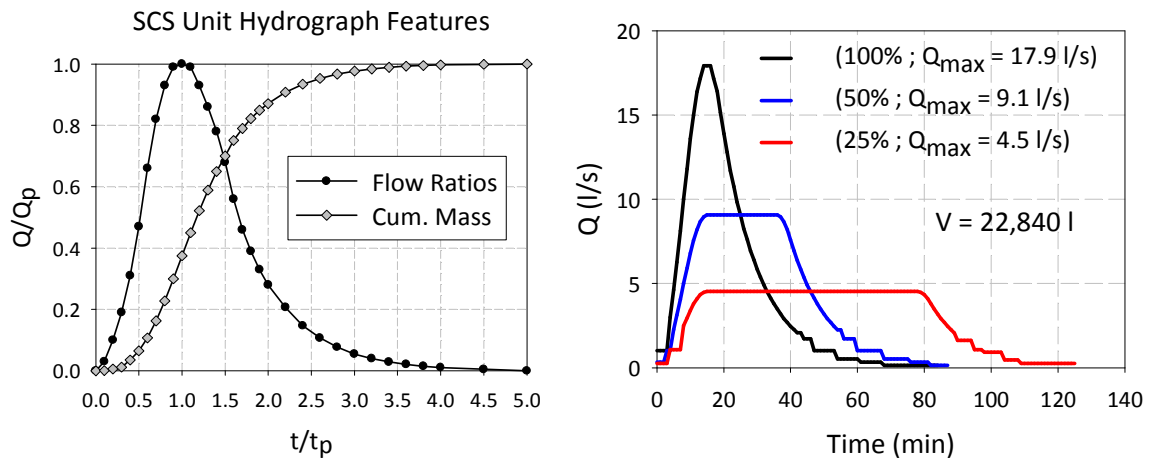 SCS Unit Hydrograph Features
Q/Qp
1.0
0.8
0.6
0.4
0.2
0.0
Flow Ratios
Cum. Mass
0.0 0.5 1.0 1.5 2.0 2.5 3.0 3.5 4.0 4.5 5.0
t/tp
Q (l/s)
20
15
10
5
0
(100% ; Qmax = 17.9 l/s)
(50% ; Qmax = 9.1 l/s)
(25% ; Qmax = 4.5 l/s)
V = 22,840 l
0 20 40 60 80 100 120 140
Time (min)